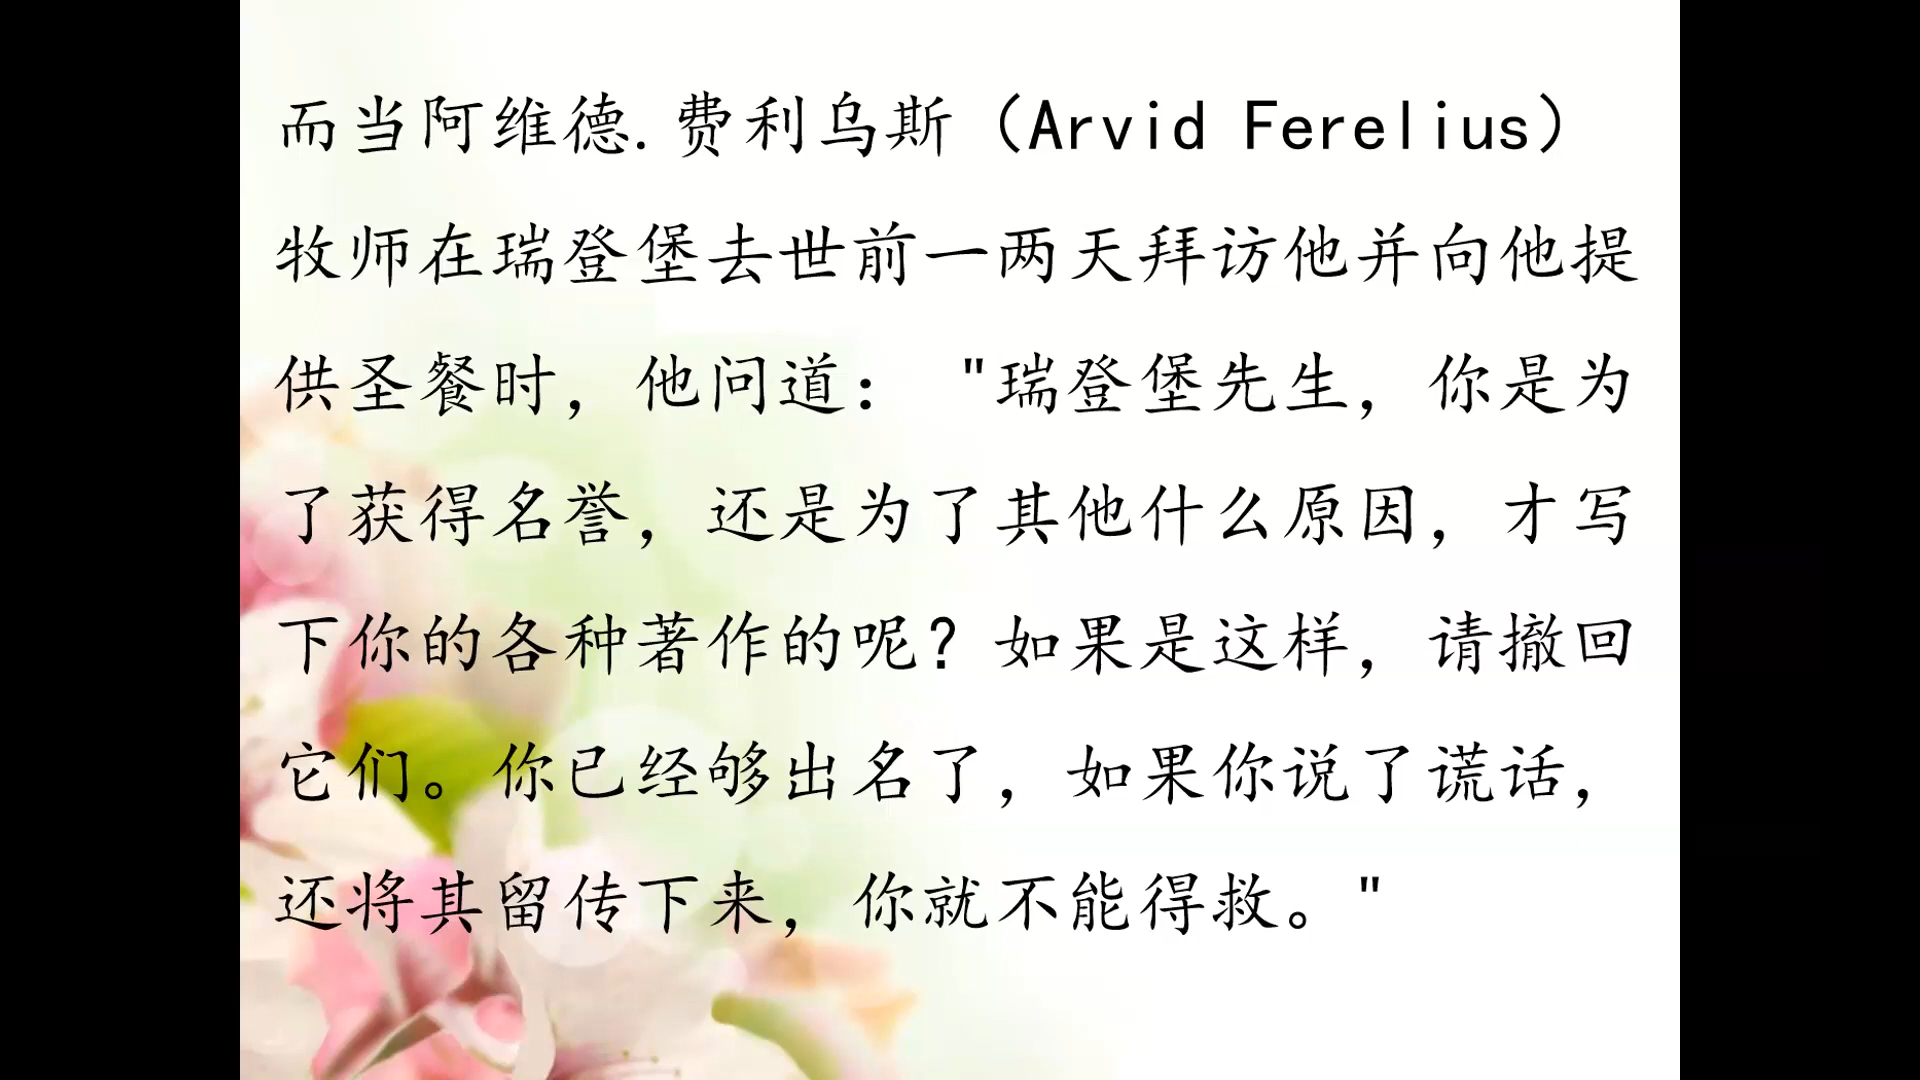 而当阿维德.费利乌斯（Arvid Ferelius）
牧师在瑞登堡去世前一两天拜访他并向他提
供圣餐时，他问道："瑞登堡先生，你是为
了获得名誉，还是为了其他什么原因，才写
下你的各种著作的呢？如果是这样，请撤回
它们。你已经够出名了，如果你说了谎话，
还将其留传下来，你就不能得救。"